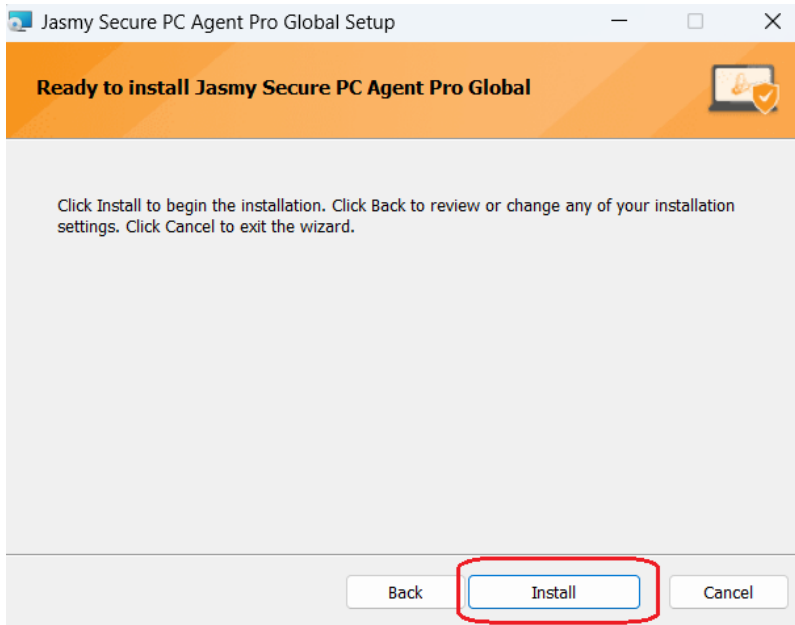 Jasmy Secure PC Agent Pro Global Setup
Ready to install Jasmy Secure PC Agent Pro Global
Click Install to begin the installation. Click Back to review or change any of your installation
settings. Click Cancel to exit the wizard.
Back Install Cancel